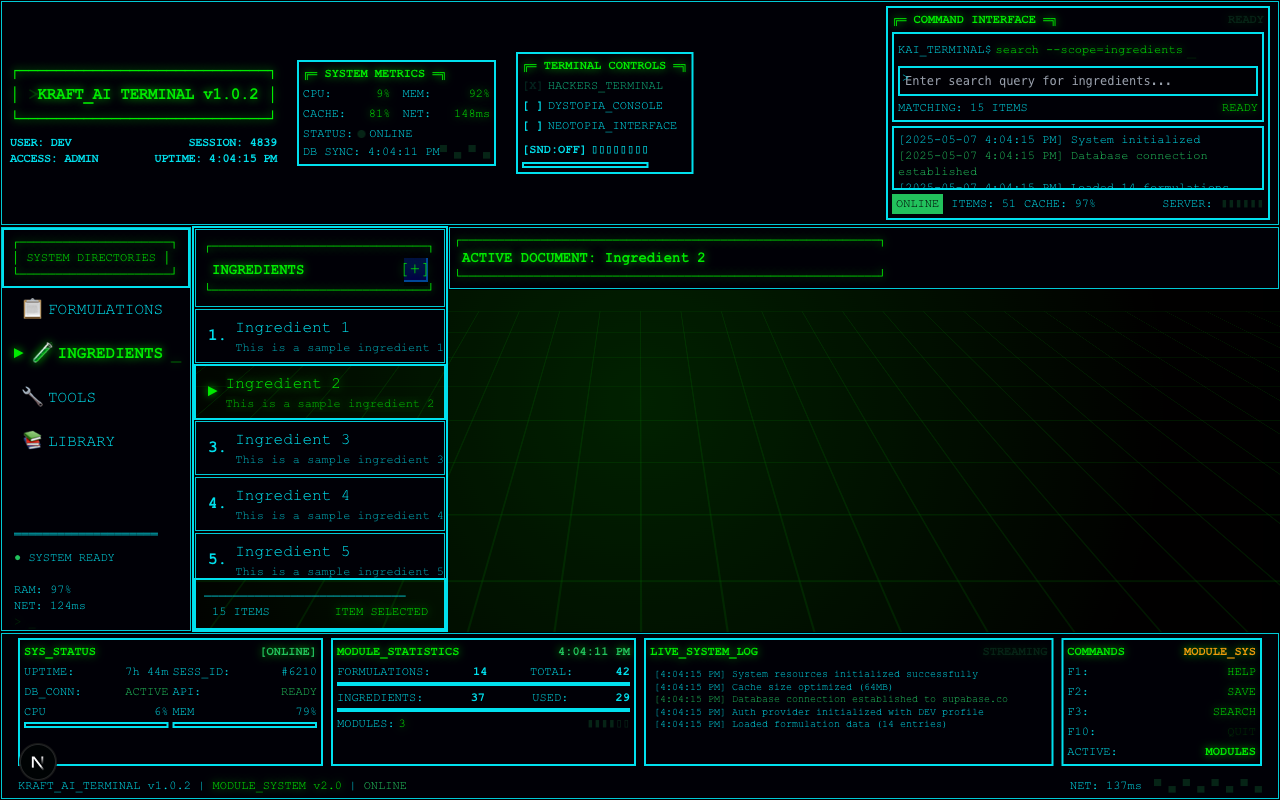 KRAFT_AI TERMINAL v1.0.2
USER: DEV SESSION: 4839
ACCESS: ADMIN UPTIME: 4:04:15 PM
SYSTEM METRICS
CPU: 9% MEM: 92%
CACHE: 81% NET: 148ms
STATUS: ONLINE
DB SYNC: 4:04:11 PM
TERMINAL CONTROLS
[X] HACKERS_TERMINAL
[ ] DYSTOPIA_CONSOLE
[ ] NEOTOPIA_INTERFACE
[SND:OFF]
COMMAND INTERFACE READY
KAI_TERMINAL$ search --scope=ingredients
Enter search query for ingredients...
MATCHING: 15 ITEMS READY
[2025-05-07 4:04:15 PM] System initialized
[2025-05-07 4:04:15 PM] Database connection
established
[2025-05-07 4:04:15 PM] Loaded 14 formulations
ONLINE ITEMS: 51 CACHE: 97% SERVER:
SYSTEM DIRECTORIES
FORMULATIONS
▶ INGREDIENTS _
TOOLS
LIBRARY
● SYSTEM READY
RAM: 97%
NET: 124ms
INGREDIENTS [+]
1. Ingredient 1
This is a sample ingredient 1
▶ Ingredient 2
This is a sample ingredient 2
3. Ingredient 3
This is a sample ingredient 3
4. Ingredient 4
This is a sample ingredient 4
5. Ingredient 5
This is a sample ingredient 5
15 ITEMS ITEM SELECTED
ACTIVE DOCUMENT: Ingredient 2
SYS_STATUS [ONLINE]
UPTIME: 7h 44m SESS_ID: #6210
DB_CONN: ACTIVE API: READY
CPU 6% MEM 79%
MODULE_STATISTICS 4:04:11 PM
FORMULATIONS: 14 TOTAL: 42
INGREDIENTS: 37 USED: 29
MODULES: 3
LIVE_SYSTEM_LOG STREAMING
[4:04:15 PM] System resources initialized successfully
[4:04:15 PM] Cache size optimized (64MB)
[4:04:15 PM] Database connection established to supabase.co
[4:04:15 PM] Auth provider initialized with DEV profile
[4:04:15 PM] Loaded formulation data (14 entries)
COMMANDS MODULE_SYS
F1: HELP
F2: SAVE
F3: SEARCH
F10: QUIT
ACTIVE: MODULES
N
KRAFT_AI_TERMINAL v1.0.2 | MODULE_SYSTEM v2.0 | ONLINE
NET: 137ms